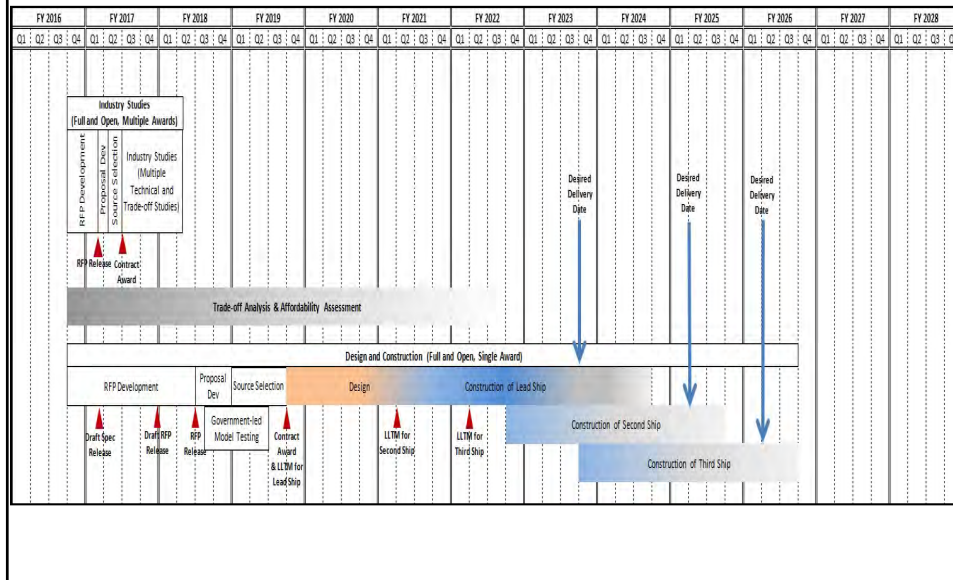 FY 2016 FY 2017 FY 2018 FY 2019 FY 2020 FY 2021 FY 2022 FY 2023 FY 2024 FY 2025 FY 2026 FY 2027 FY 2028
Q1 Q2 Q3 Q4 Q1 Q2 Q3 Q4 Q1 Q2 Q3 Q4 Q1 Q2 Q3 Q4 Q1 Q2 Q3 Q4 Q1 Q2 Q3 Q4 Q1 Q2 Q3 Q4 Q1 Q2 Q3 Q4 Q1 Q2 Q3 Q4 Q1 Q2 Q3 Q4 Q1 Q2 Q3 Q4 Q1 Q2 Q3 Q4 Q1 Q2 Q3 Q4
Industry Studies
(Full and Open, Multiple Awards)
RFP Development
Proposal Dev
Source Selection
Industry Studies
(Multiple
Technical and
Trade-off Studies)
RFP Release
Contract
Award
Desired
Delivery
Date
Desired
Delivery
Date
Desired
Delivery
Date
Trade-off Analysis & Affordability Assessment
Design and Construction (Full and Open, Single Award)
RFP Development
Proposal
Dev
Source Selection
Design
Construction of Lead Ship
Government-led
Model Testing
Construction of Second Ship
Construction of Third Ship
Draft Spec
Release
Draft RFP
Release
RFP
Release
Contract
Award
& LLTM for
Lead Ship
LLTM for
Second Ship
LLTM for
Third Ship